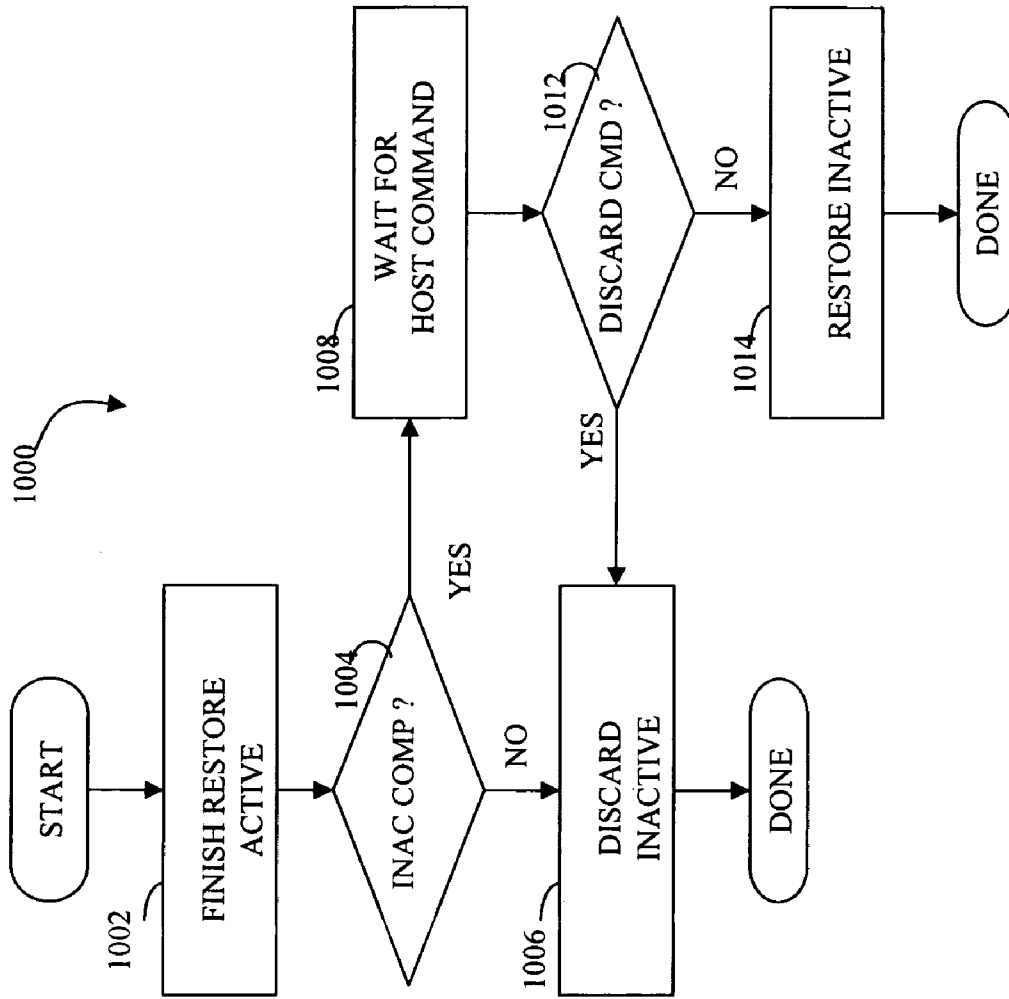 1000
START
1002
FINISH RESTORE
ACTIVE
1004
INAC COMP ?
YES
NO
1006
DISCARD
INACTIVE
DONE
1008
WAIT FOR
HOST COMMAND
1012
DISCARD CMD ?
YES
NO
1014
RESTORE INACTIVE
DONE